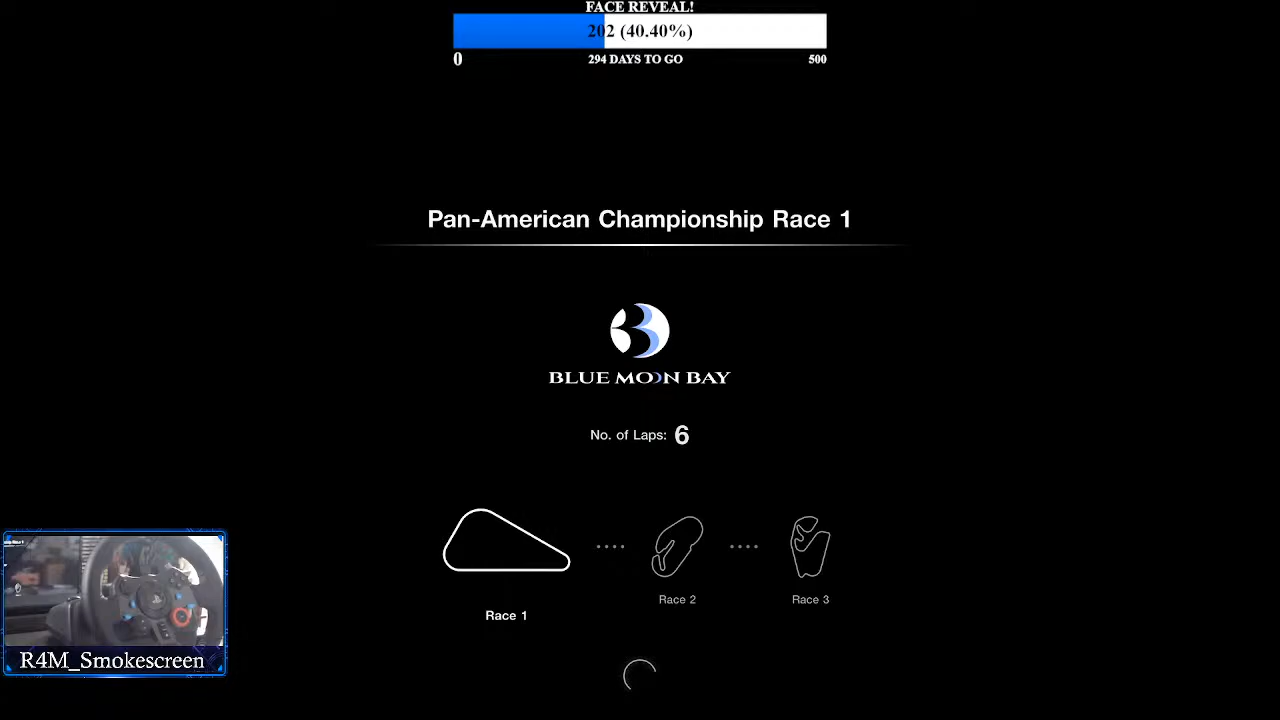 FACE REVEAL!
202 (40.40%)
0
294 DAYS TO GO
500
Pan-American Championship Race 1
BLUE MOON BAY
No. of Laps: 6
Race 1
Race 2
Race 3
R4M_Smokescreen